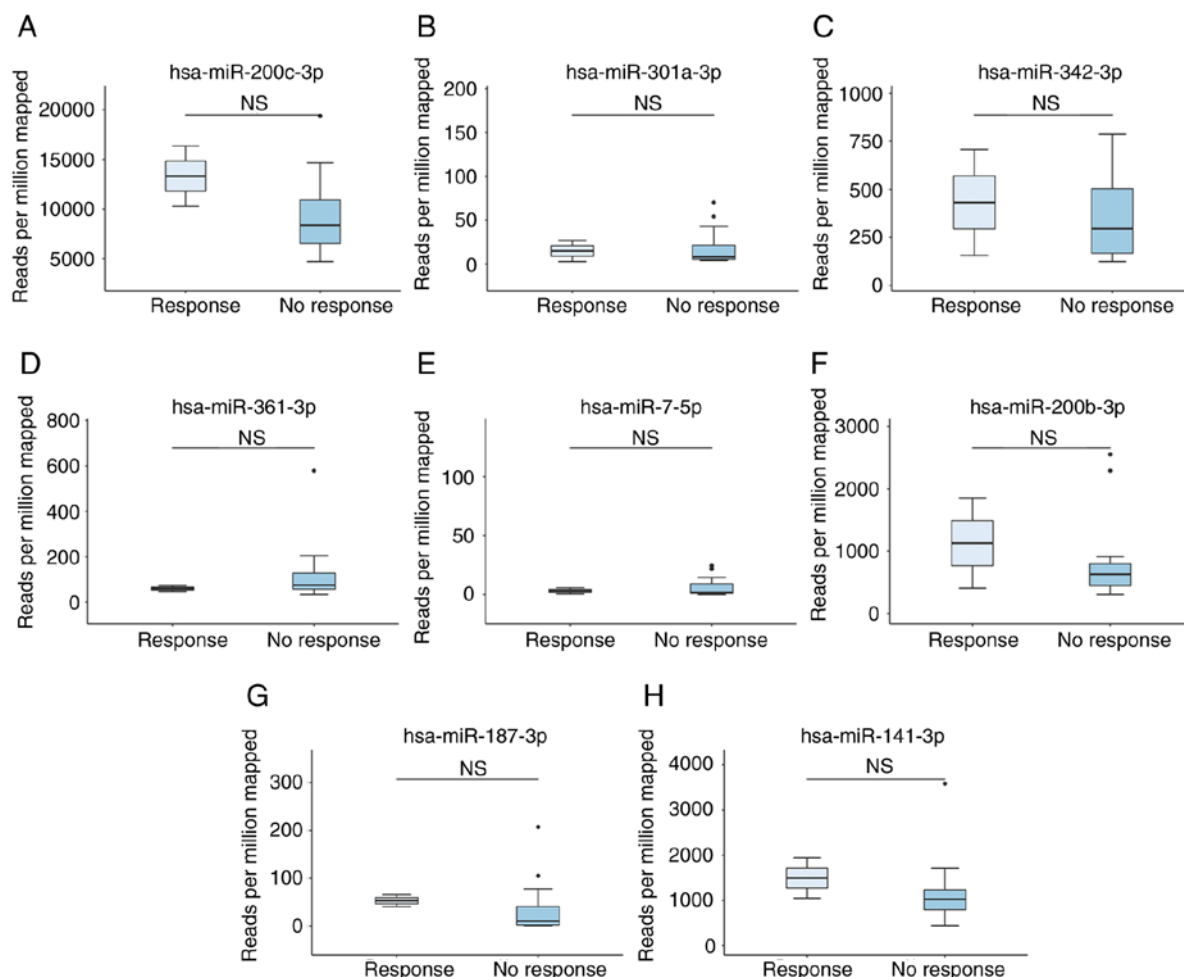 A
hsa-miR-200c-3p
NS
Reads per million mapped
20000
15000
10000
5000
Response No response
B
hsa-miR-301a-3p
NS
Reads per million mapped
200
150
100
50
0
Response No response
C
hsa-miR-342-3p
NS
Reads per million mapped
1000
750
500
250
0
Response No response
D
hsa-miR-361-3p
NS
Reads per million mapped
800
600
400
200
0
Response No response
E
hsa-miR-7-5p
NS
Reads per million mapped
100
50
0
Response No response
F
hsa-miR-200b-3p
NS
Reads per million mapped
3000
2000
1000
0
Response No response
G
hsa-miR-187-3p
NS
Reads per million mapped
300
200
100
0
Response No response
H
hsa-miR-141-3p
NS
Reads per million mapped
4000
3000
2000
1000
0
Response No response